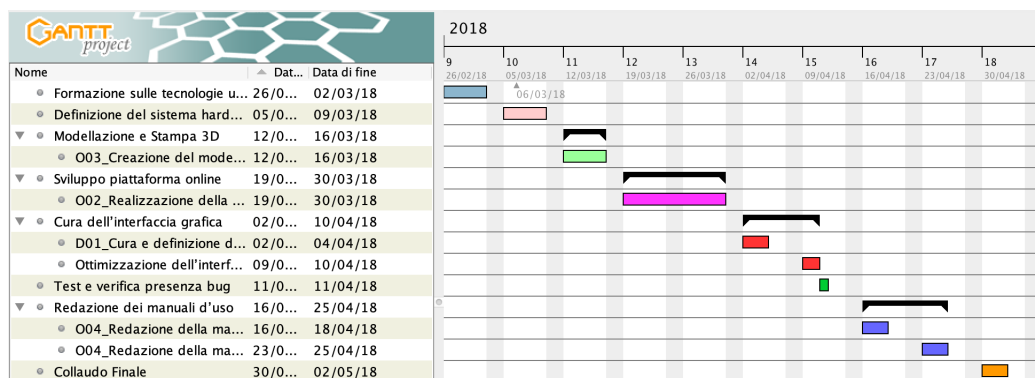 GANTT
project
2018
9 10 11 12 13 14 15 16 17 18
26/02/18 05/03/18 12/03/18 19/03/18 26/03/18 02/04/18 09/04/18 16/04/18 23/04/18 30/04/18
Nome Dat... Data di fine
Formazione sulle tecnologie u... 26/0... 02/03/18
06/03/18
Definizione del sistema hard... 05/0... 09/03/18
Modellazione e Stampa 3D 12/0... 16/03/18
O03_Creazione del mode... 12/0... 16/03/18
Sviluppo piattaforma online 19/0... 30/03/18
O02_Realizzazione della ... 19/0... 30/03/18
Cura dell'interfaccia grafica 02/0... 10/04/18
D01_Cura e definizione d... 02/0... 04/04/18
Ottimizzazione dell'interf... 09/0... 10/04/18
Test e verifica presenza bug 11/0... 11/04/18
Redazione dei manuali d'uso 16/0... 25/04/18
O04_Redazione della ma... 16/0... 18/04/18
O04_Redazione della ma... 23/0... 25/04/18
Collaudo Finale 30/0... 02/05/18